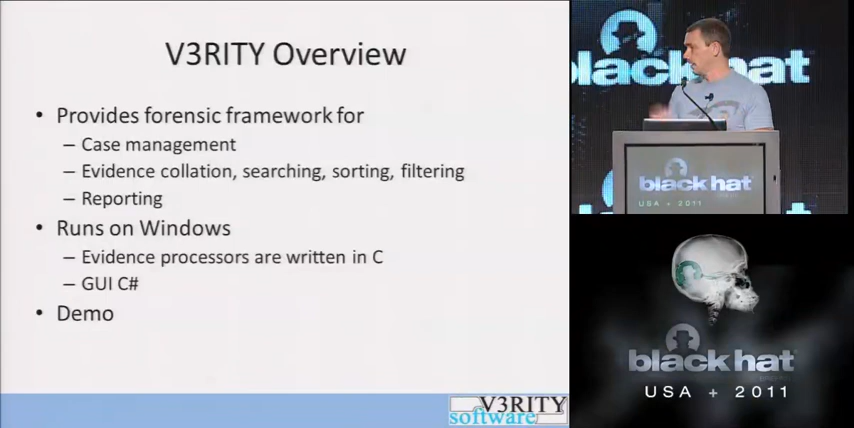 V3RITY Overview
• Provides forensic framework for
– Case management
– Evidence collation, searching, sorting, filtering
– Reporting
• Runs on Windows
– Evidence processors are written in C
– GUI C#
• Demo
V3RITY
software
black hat
black hat
USA + 2011
black hat
USA + 2011